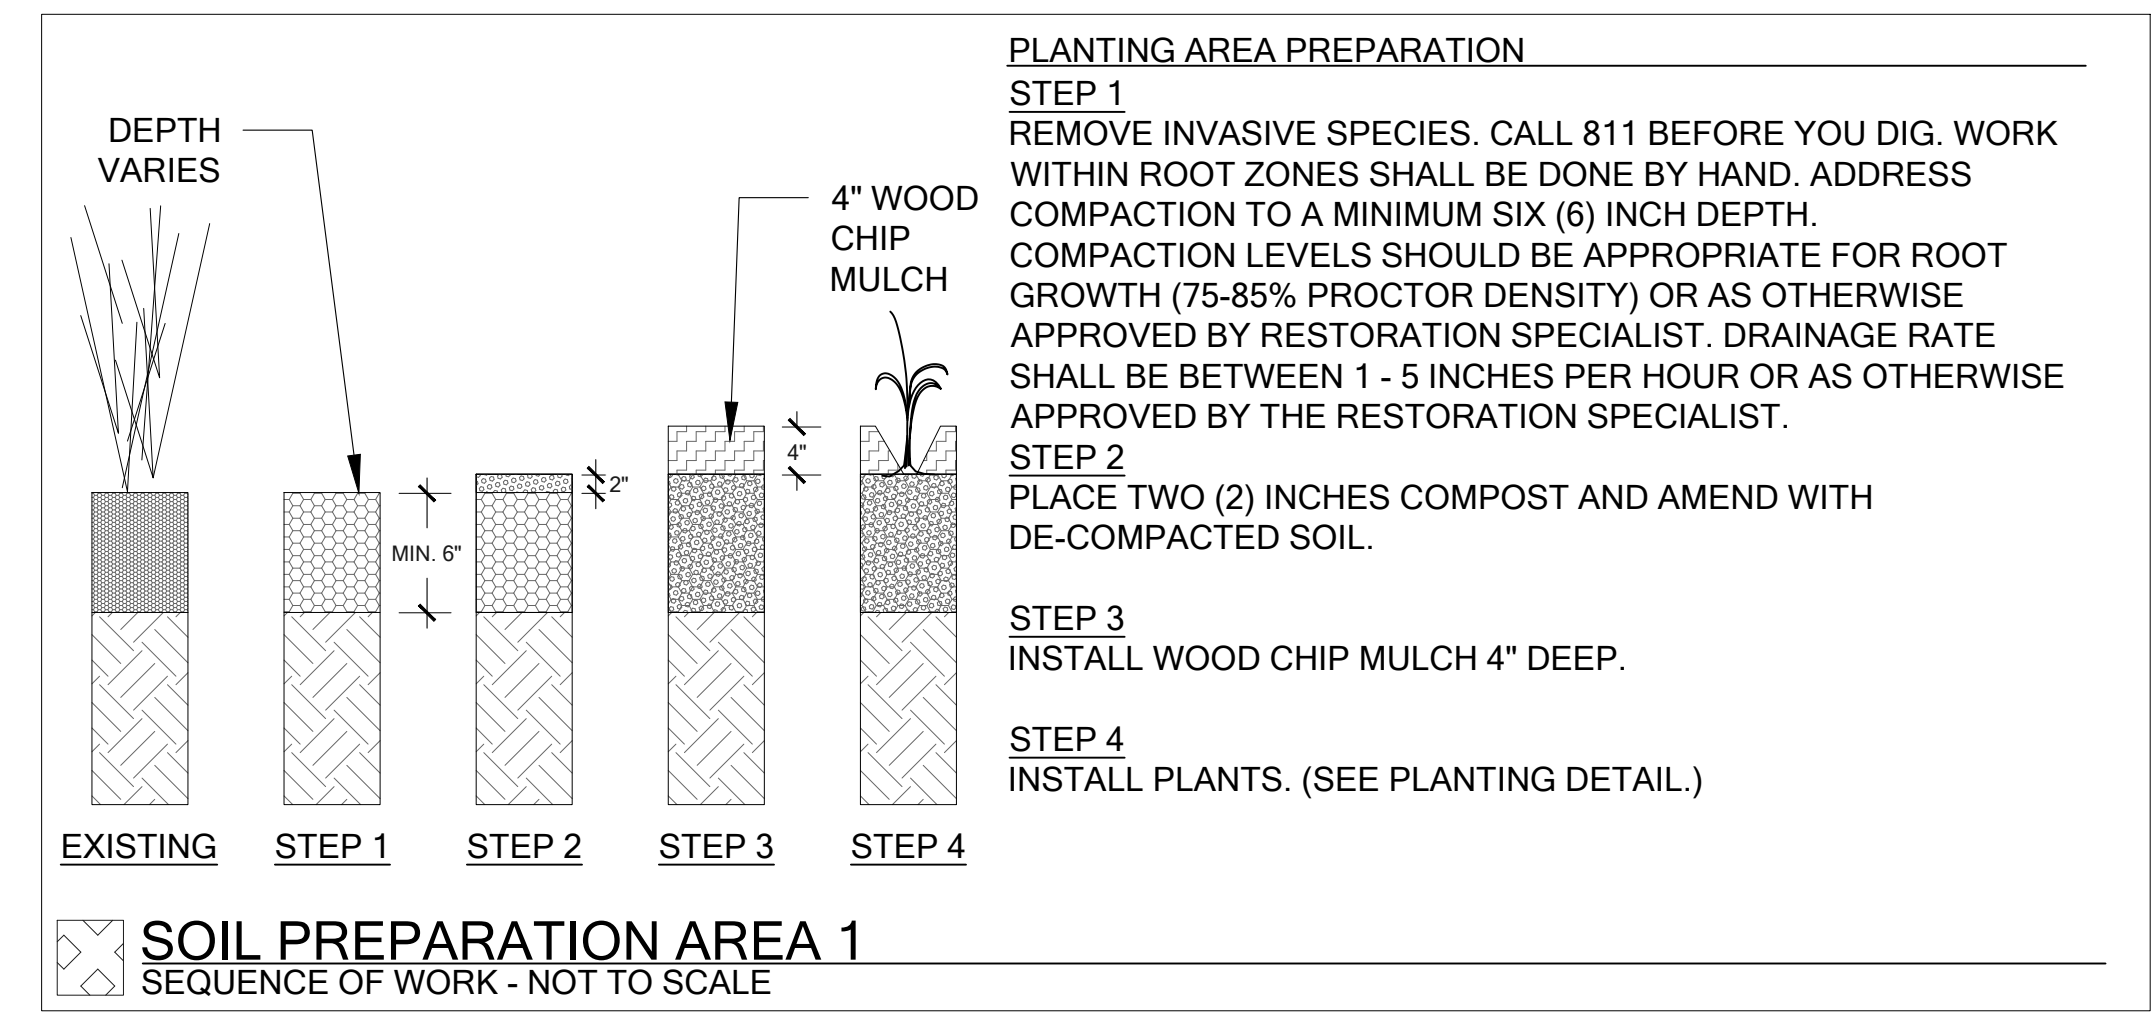 DEPTH
VARIES
4" WOOD
CHIP
MULCH
4"
2"
MIN. 6"
EXISTING
STEP 1
STEP 2
STEP 3
STEP 4
PLANTING AREA PREPARATION
STEP 1
REMOVE INVASIVE SPECIES. CALL 811 BEFORE YOU DIG. WORK
WITHIN ROOT ZONES SHALL BE DONE BY HAND. ADDRESS
COMPACTION TO A MINIMUM SIX (6) INCH DEPTH.
COMPACTION LEVELS SHOULD BE APPROPRIATE FOR ROOT
GROWTH (75-85% PROCTOR DENSITY) OR AS OTHERWISE
APPROVED BY RESTORATION SPECIALIST. DRAINAGE RATE
SHALL BE BETWEEN 1 - 5 INCHES PER HOUR OR AS OTHERWISE
APPROVED BY THE RESTORATION SPECIALIST.
STEP 2
PLACE TWO (2) INCHES COMPOST AND AMEND WITH
DE-COMPACTED SOIL.
STEP 3
INSTALL WOOD CHIP MULCH 4" DEEP.
STEP 4
INSTALL PLANTS. (SEE PLANTING DETAIL.)
SOIL PREPARATION AREA 1
SEQUENCE OF WORK - NOT TO SCALE